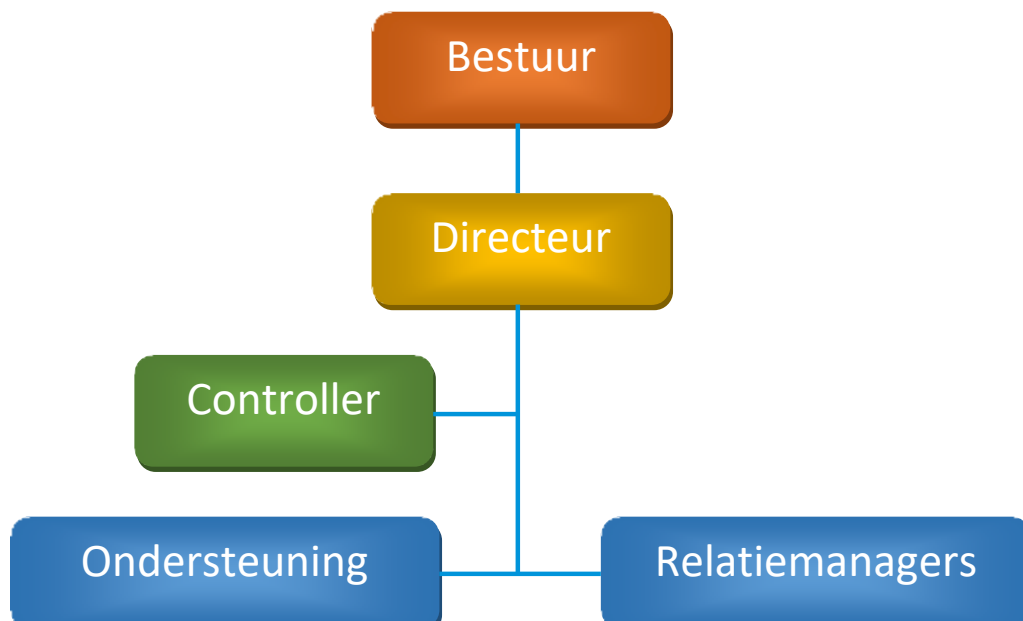 Bestuur
Directeur
Controller
Ondersteuning
Relatiemanagers